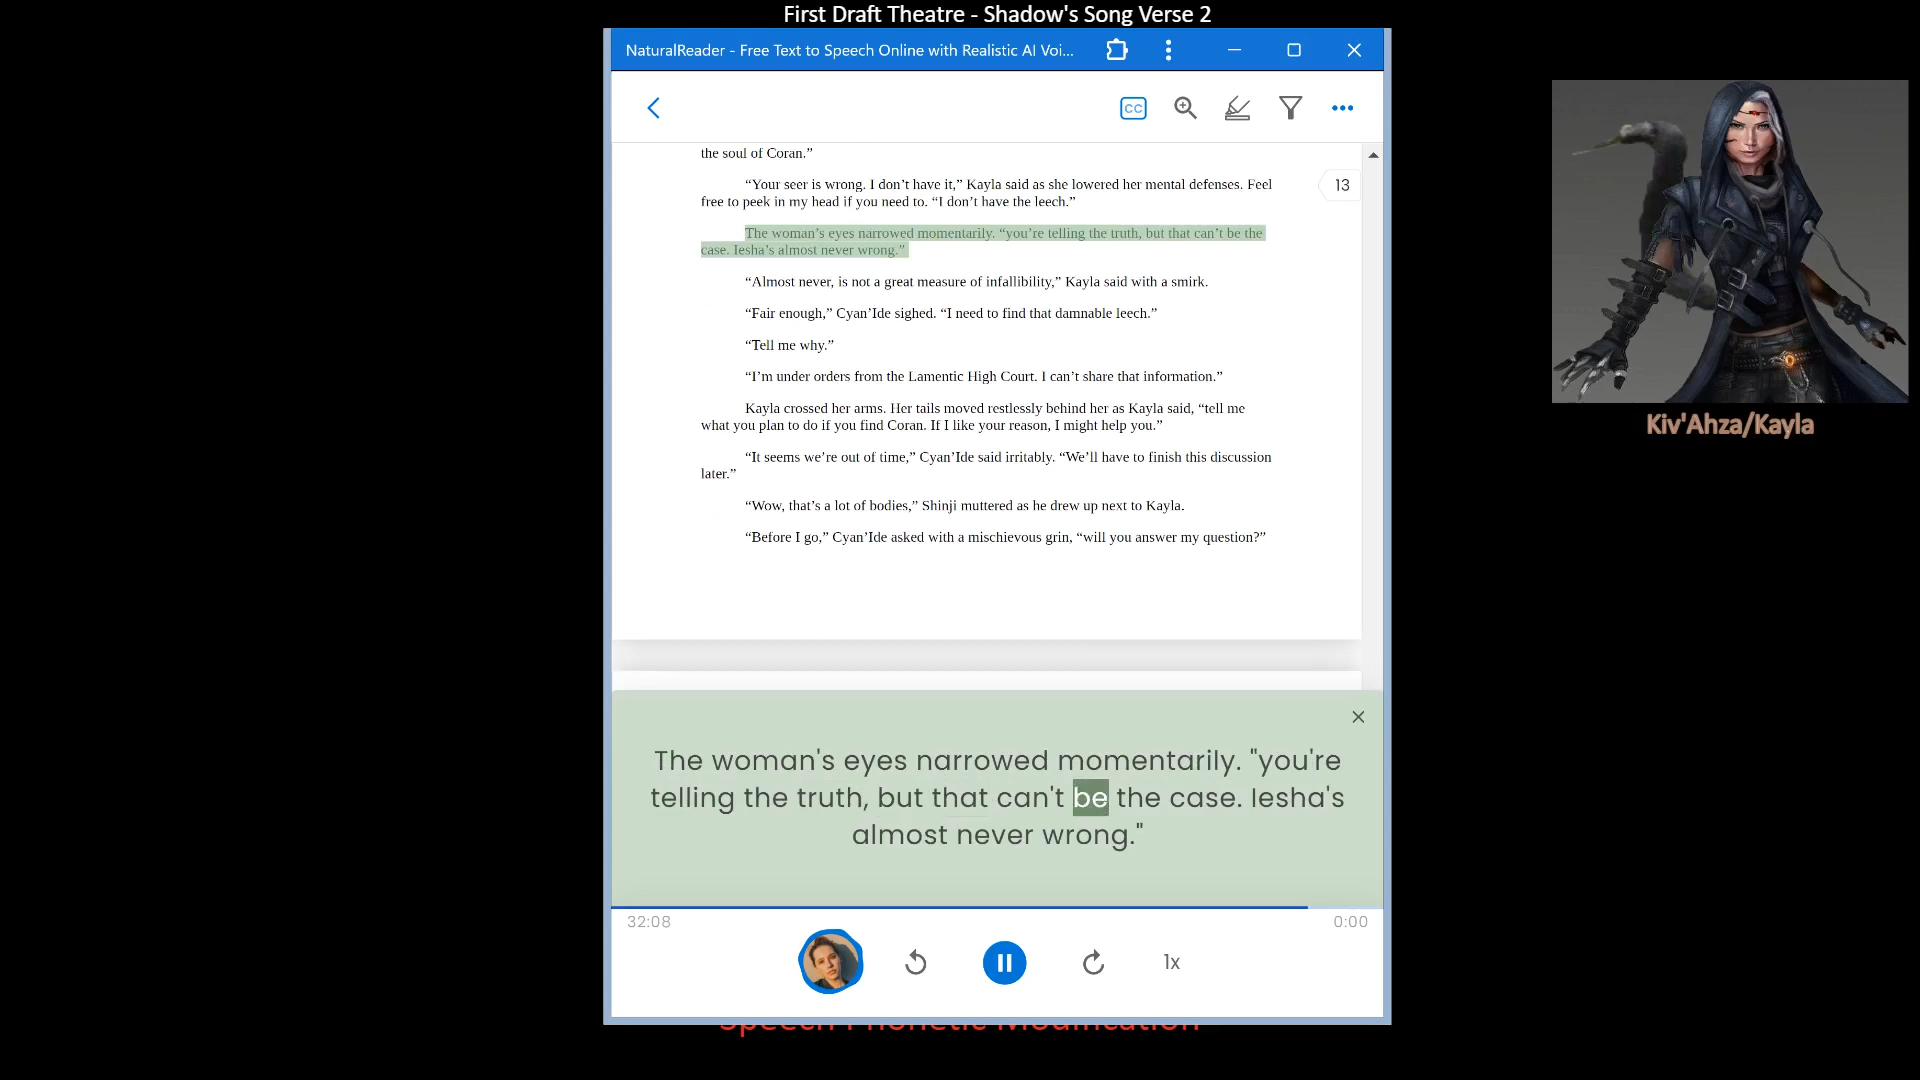 First Draft Theatre - Shadow's Song Verse 2
NaturalReader - Free Text to Speech Online with Realistic AI Voi...
CC
the soul of Coran.”
“Your seer is wrong. I don’t have it,” Kayla said as she lowered her mental defenses. Feel
free to peek in my head if you need to. “I don’t have the leech.”
13
The woman’s eyes narrowed momentarily. “you’re telling the truth, but that can’t be the
case. Iesha’s almost never wrong.”
“Almost never, is not a great measure of infallibility,” Kayla said with a smirk.
“Fair enough,” Cyan’Ide sighed. “I need to find that damnable leech.”
“Tell me why.”
“I’m under orders from the Lamentic High Court. I can’t share that information.”
Kayla crossed her arms. Her tails moved restlessly behind her as Kayla said, “tell me
what you plan to do if you find Coran. If I like your reason, I might help you.”
“It seems we’re out of time,” Cyan’Ide said irritably. “We’ll have to finish this discussion
later.”
“Wow, that’s a lot of bodies,” Shinji muttered as he drew up next to Kayla.
“Before I go,” Cyan’Ide asked with a mischievous grin, “will you answer my question?”
Kiv'Ahza/Kayla
The woman's eyes narrowed momentarily. "you're
telling the truth, but that can't be the case. Iesha's
almost never wrong."
32:08
0:00
1x
Speech Phonetic Modification